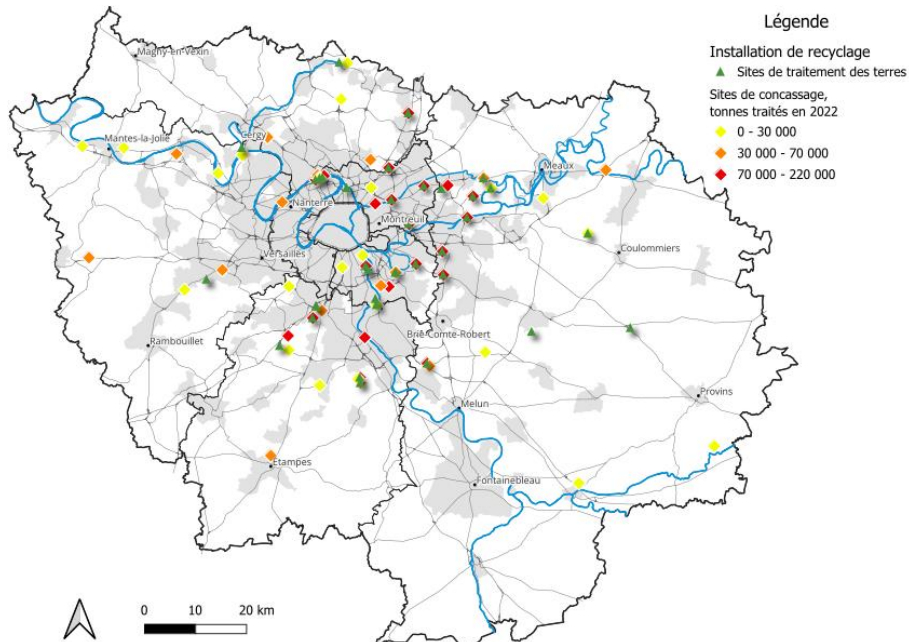 Légende
Installation de recyclage
Sites de traitement des terres
Sites de concassage,
tonnes traités en 2022
0 - 30 000
30 000 - 70 000
70 000 - 220 000
Magny-en-Vexin
Mantes-la-Jolie
Cergy
Meaux
Nanterre
Montreuil
Versailles
Coulommiers
Rambouillet
Brie-Comte-Robert
Provins
Melun
Etampes
Fontainebleau
0 10 20 km